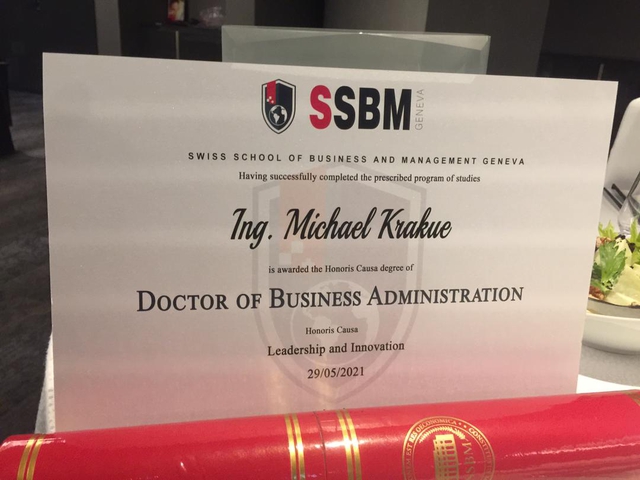 SSBM
GENEVA
SWISS SCHOOL OF BUSINESS AND MANAGEMENT GENEVA
Having successfully completed the prescribed program of studies
Ing. Michael Krakue
is awarded the Honoris Causa degree of
DOCTOR OF BUSINESS ADMINISTRATION
Honoris Causa
Leadership and Innovation
29/05/2021